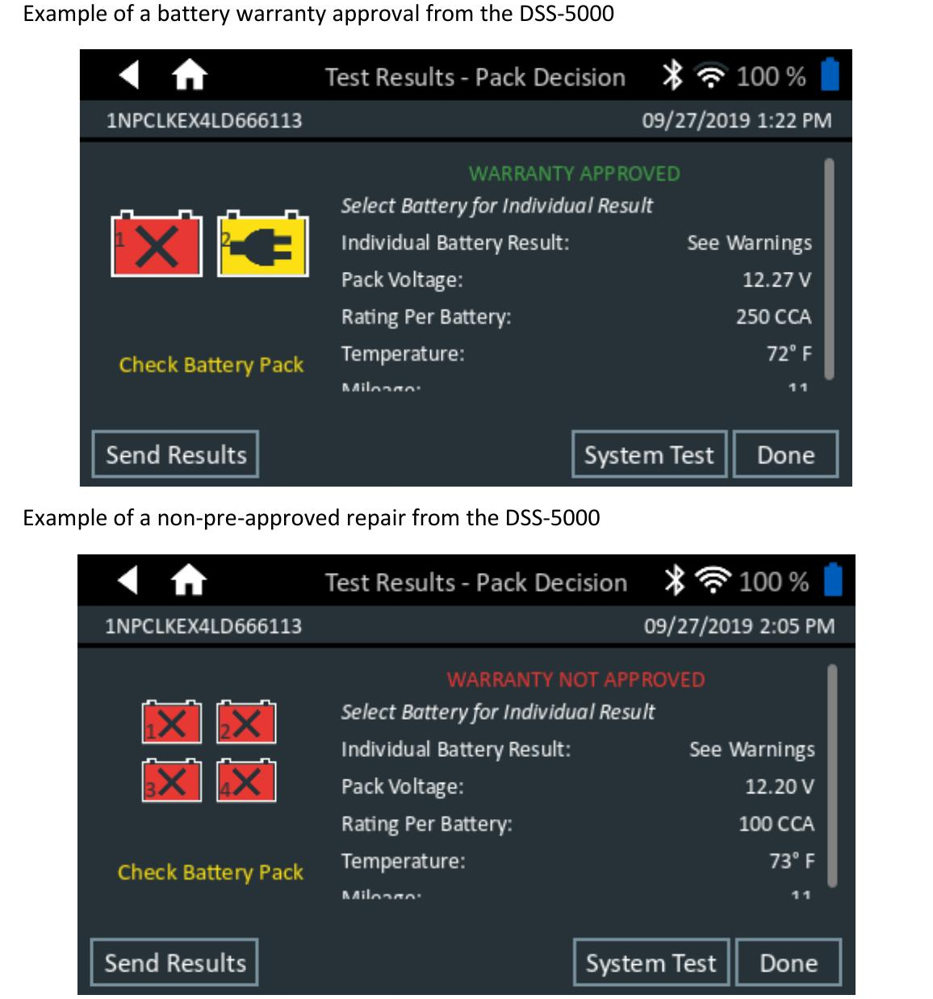 Example of a battery warranty approval from the DSS-5000
Test Results - Pack Decision 100 %
1NPCLKEX4LD666113 09/27/2019 1:22 PM
WARRANTY APPROVED
Select Battery for Individual Result
1 2
Individual Battery Result: See Warnings
Pack Voltage: 12.27 V
Rating Per Battery: 250 CCA
Temperature: 72° F
Check Battery Pack
Mileage: 11
Send Results System Test Done
Example of a non-pre-approved repair from the DSS-5000
Test Results - Pack Decision 100 %
1NPCLKEX4LD666113 09/27/2019 2:05 PM
WARRANTY NOT APPROVED
Select Battery for Individual Result
1 2
Individual Battery Result: See Warnings
3 4
Pack Voltage: 12.20 V
Rating Per Battery: 100 CCA
Temperature: 73° F
Check Battery Pack
Mileage: 11
Send Results System Test Done